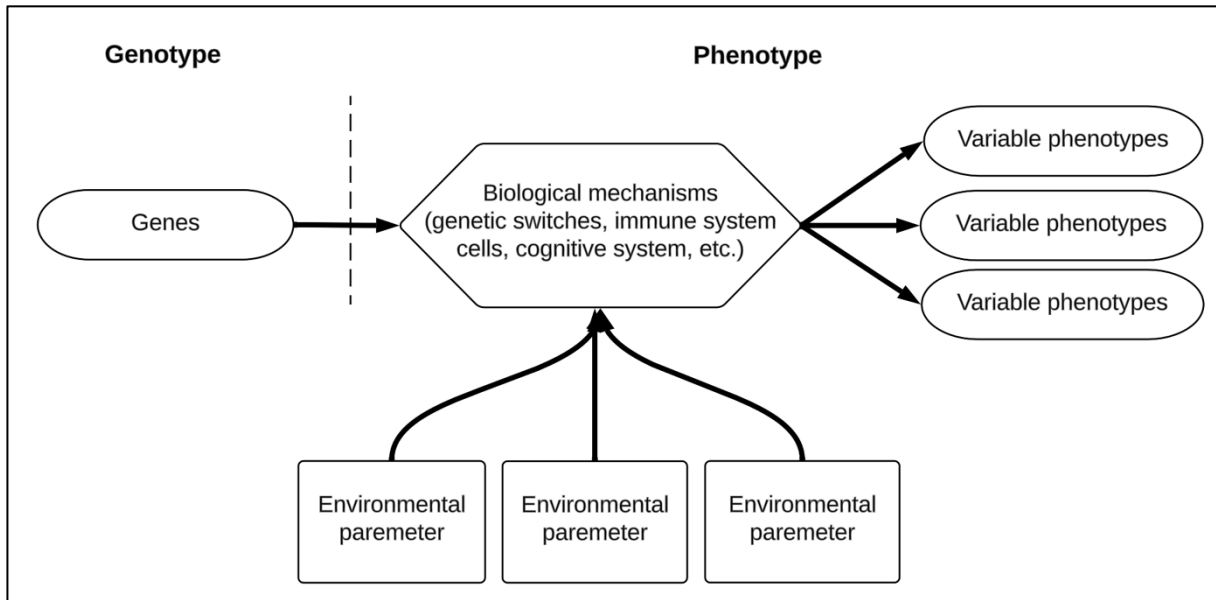 Genotype
Phenotype
Variable phenotypes
Genes
Biological mechanisms
(genetic switches, immune system
cells, cognitive system, etc.)
Variable phenotypes
Variable phenotypes
Environmental
paremeter
Environmental
paremeter
Environmental
paremeter